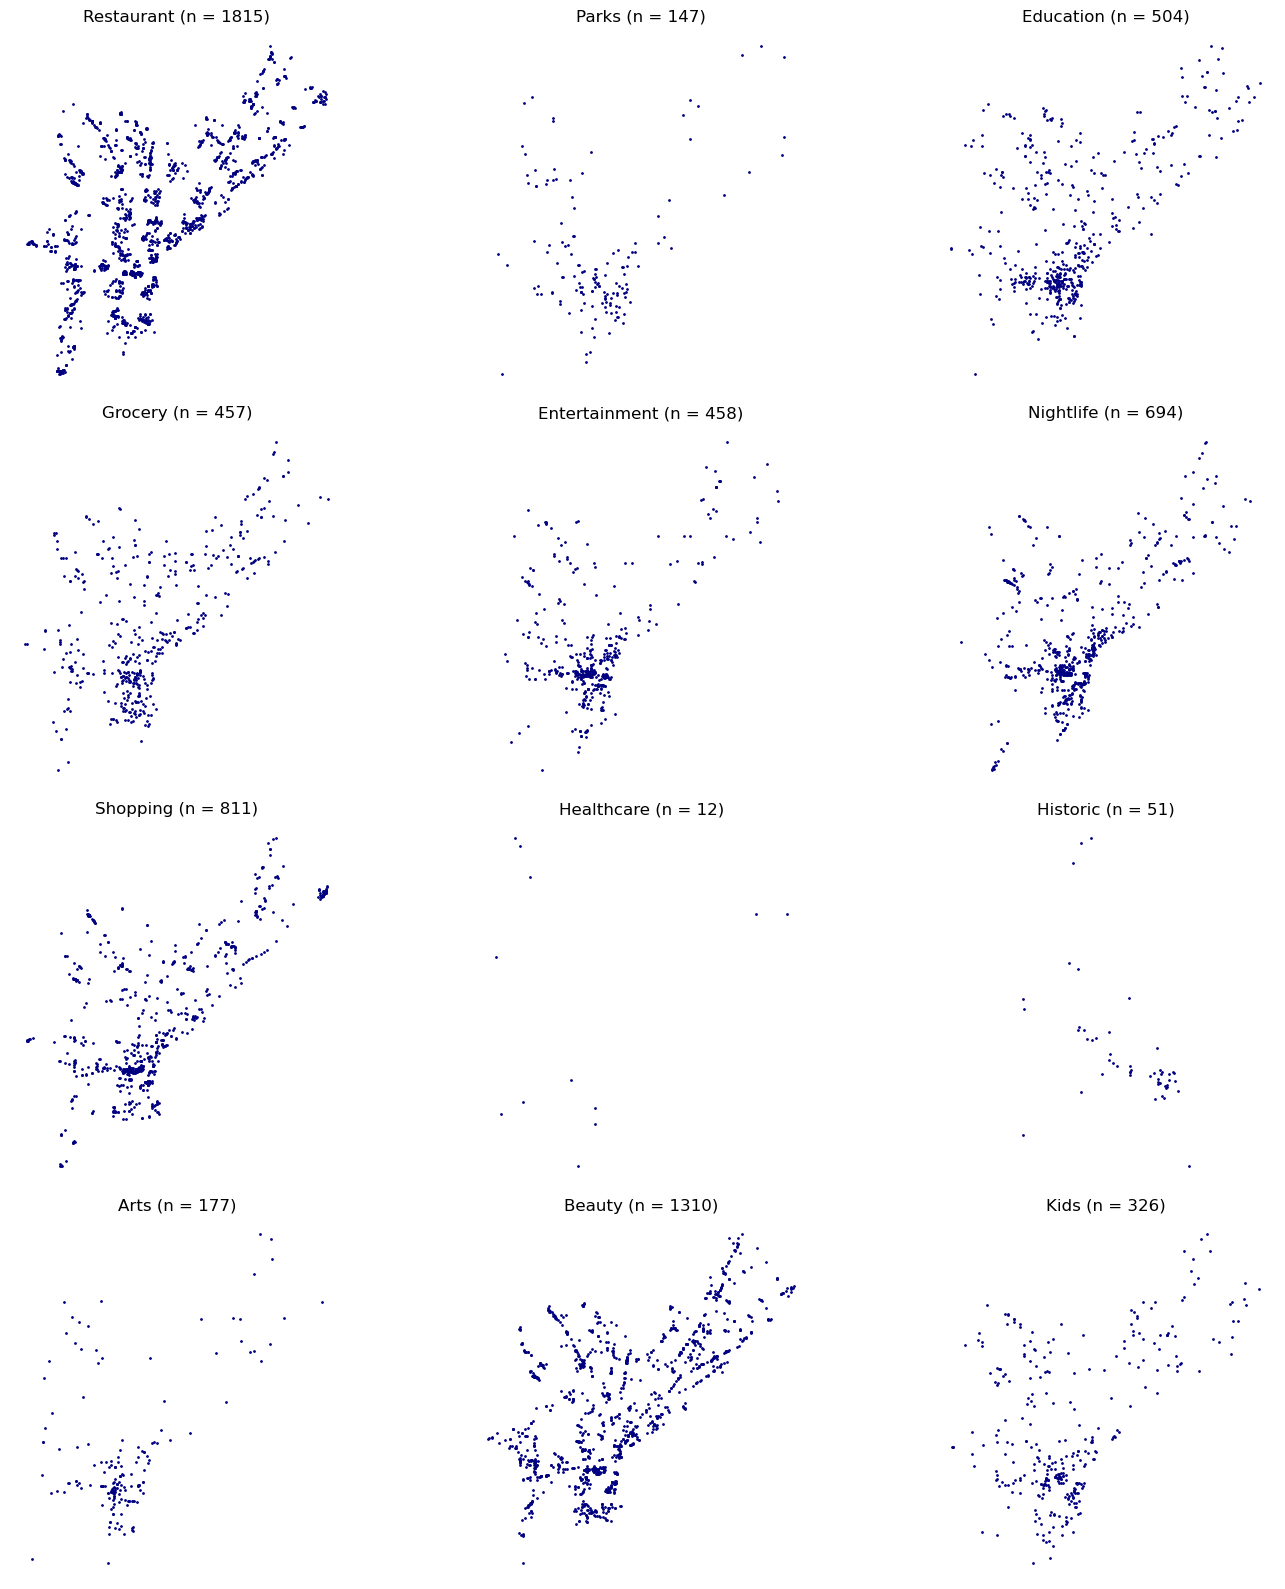 Restaurant (n = 1815)
Parks (n = 147)
Education (n = 504)
Grocery (n = 457)
Entertainment (n = 458)
Nightlife (n = 694)
Shopping (n = 811)
Healthcare (n = 12)
Historic (n = 51)
Arts (n = 177)
Beauty (n = 1310)
Kids (n = 326)